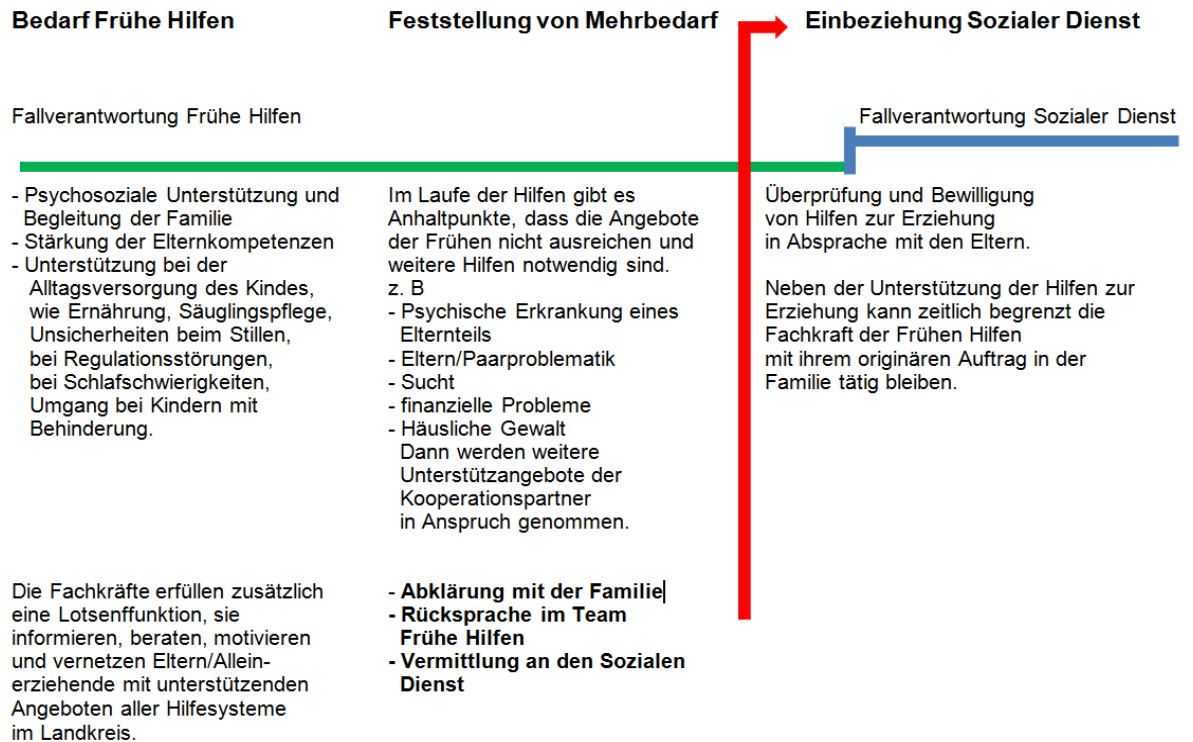 Bedarf Frühe Hilfen
Fallverantwortung Frühe Hilfen
- Psychosoziale Unterstützung und
Begleitung der Familie
- Stärkung der Elternkompetenzen
- Unterstützung bei der
Alltagsversorgung des Kindes,
wie Ernährung, Säuglingspflege,
Unsicherheiten beim Stillen,
bei Regulationsstörungen,
bei Schlafschwierigkeiten,
Umgang bei Kindern mit
Behinderung.
Die Fachkräfte erfüllen zusätzlich
eine Lotsenffunktion, sie
informieren, beraten, motivieren
und vernetzen Eltern/Allein-
erziehende mit unterstützenden
Angeboten aller Hilfesysteme
im Landkreis.
Feststellung von Mehrbedarf
Im Laufe der Hilfen gibt es
Anhaltpunkte, dass die Angebote
der Frühen nicht ausreichen und
weitere Hilfen notwendig sind.
z. B
- Psychische Erkrankung eines
Elternteils
- Eltern/Paarproblematik
- Sucht
- finanzielle Probleme
- Häusliche Gewalt
Dann werden weitere
Unterstützangebote der
Kooperationspartner
in Anspruch genommen.
- Abklärung mit der Familie
- Rücksprache im Team
Frühe Hilfen
- Vermittlung an den Sozialen
Dienst
Einbeziehung Sozialer Dienst
Fallverantwortung Sozialer Dienst
Überprüfung und Bewilligung
von Hilfen zur Erziehung
in Absprache mit den Eltern.
Neben der Unterstützung der Hilfen zur
Erziehung kann zeitlich begrenzt die
Fachkraft der Frühen Hilfen
mit ihrem originären Auftrag in der
Familie tätig bleiben.